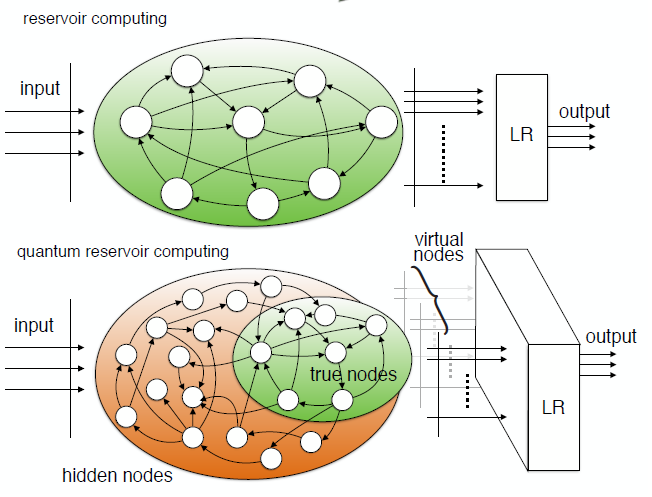 reservoir computing
input
LR
output
quantum reservoir computing
virtual
nodes
input
true nodes
output
LR
hidden nodes